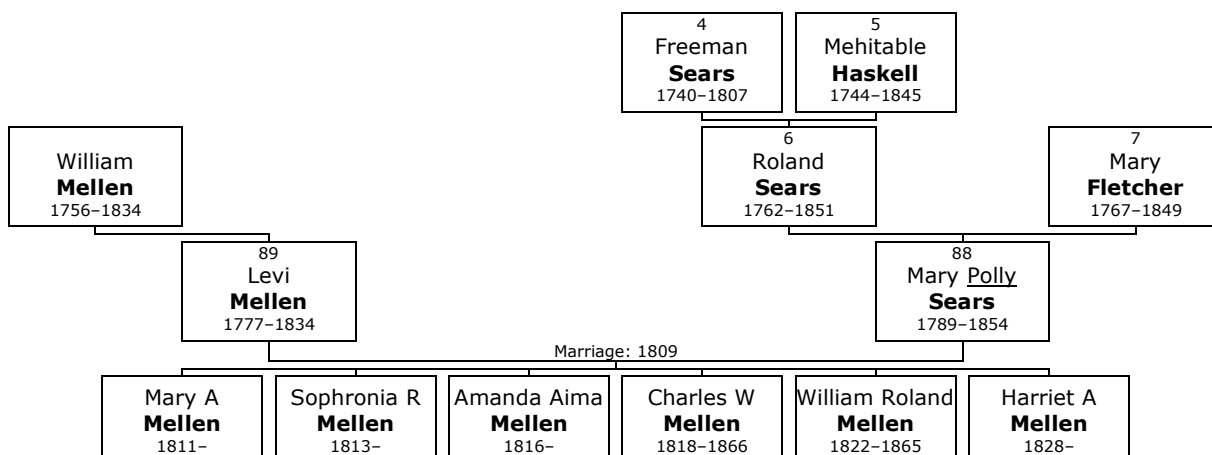 4
Freeman
Sears
1740–1807
5
Mehitable
Haskell
1744–1845
William
Mellen
1756–1834
6
Roland
Sears
1762–1851
7
Mary
Fletcher
1767–1849
89
Levi
Mellen
1777–1834
88
Mary Polly
Sears
1789–1854
Marriage: 1809
Mary A
Mellen
1811–
Sophronia R
Mellen
1813–
Amanda Aima
Mellen
1816–
Charles W
Mellen
1818–1866
William Roland
Mellen
1822–1865
Harriet A
Mellen
1828–